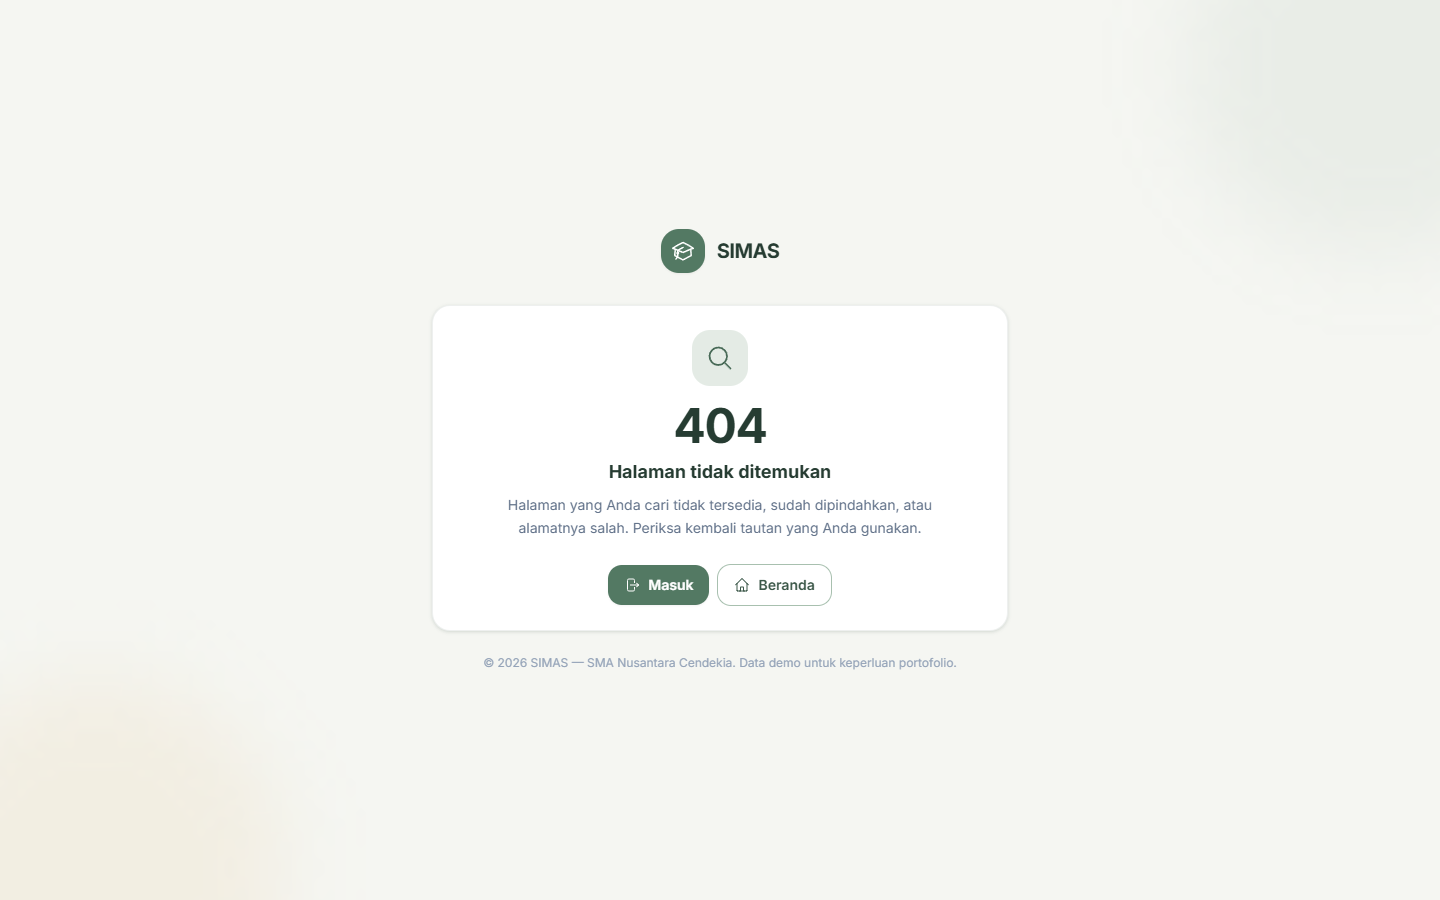 SIMAS
404
Halaman tidak ditemukan
Halaman yang Anda cari tidak tersedia, sudah dipindahkan, atau
alamatnya salah. Periksa kembali tautan yang Anda gunakan.
Masuk
Beranda
© 2026 SIMAS — SMA Nusantara Cendekia. Data demo untuk keperluan portofolio.